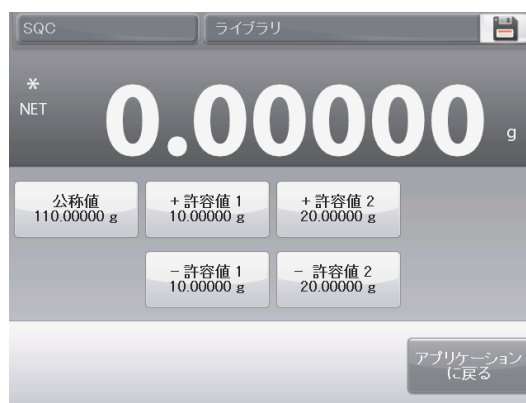 SQC
ライブラリ
*
NET
0.00000 g
公称値
110.00000 g
+ 許容値 1
10.00000 g
+ 許容値 2
20.00000 g
− 許容値 1
10.00000 g
− 許容値 2
20.00000 g
アプリケーション
に戻る